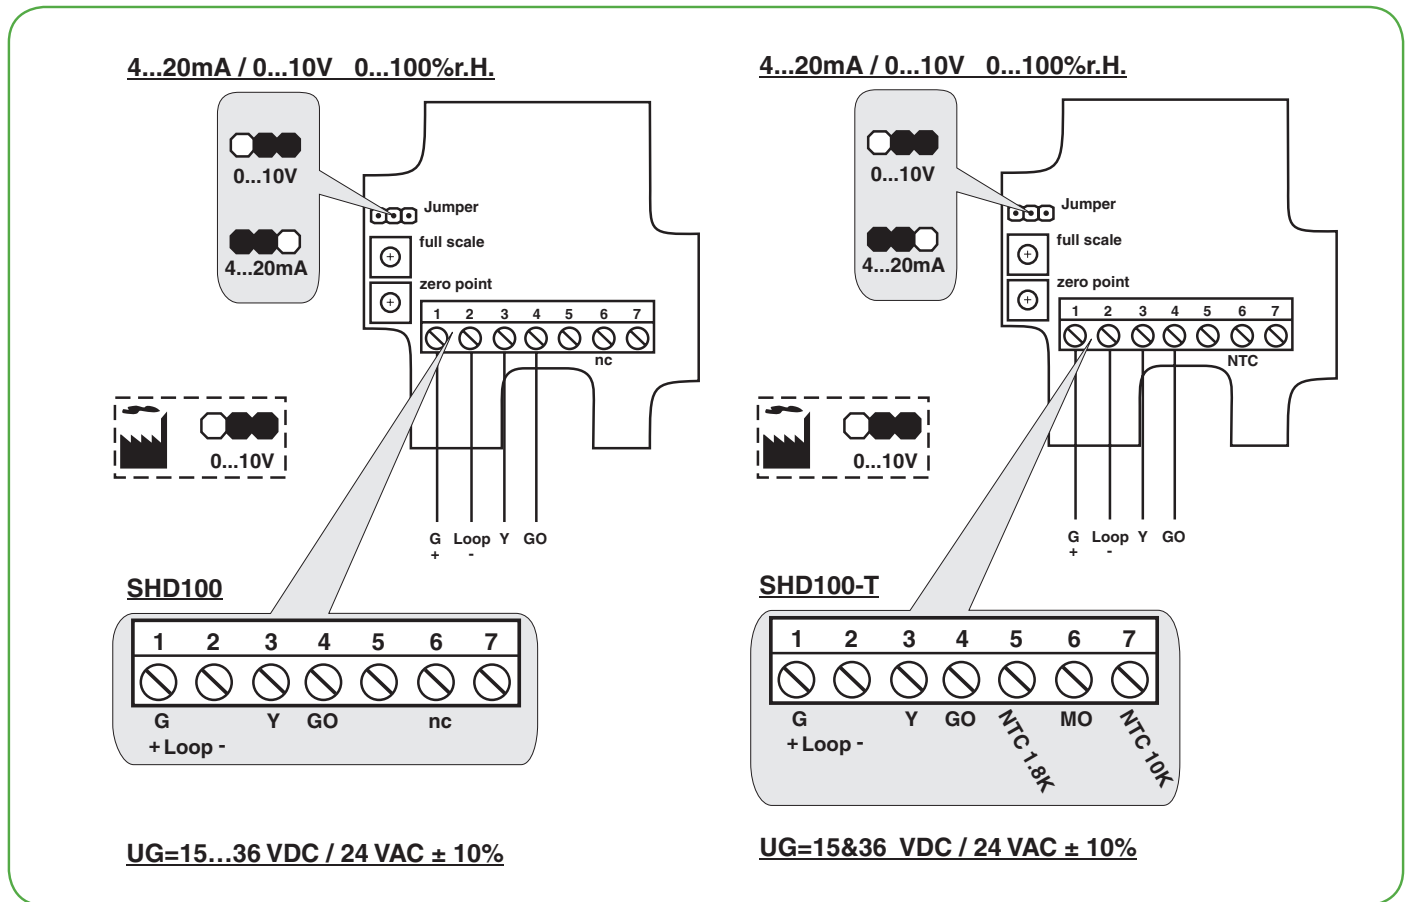 4...20mA / 0...10V 0...100%r.H.
0...10V
4...20mA
Jumper
full scale
zero point
1 2 3 4 5 6 7
nc
0...10V
G Loop Y GO
+ -
SHD100
1 2 3 4 5 6 7
G Y GO nc
+ Loop -
UG=15...36 VDC / 24 VAC ± 10%
4...20mA / 0...10V 0...100%r.H.
0...10V
4...20mA
Jumper
full scale
zero point
1 2 3 4 5 6 7
NTC
0...10V
G Loop Y GO
+ -
SHD100-T
1 2 3 4 5 6 7
G Y GO NTC 1.8K MO NTC 10K
+ Loop -
UG=15&36 VDC / 24 VAC ± 10%